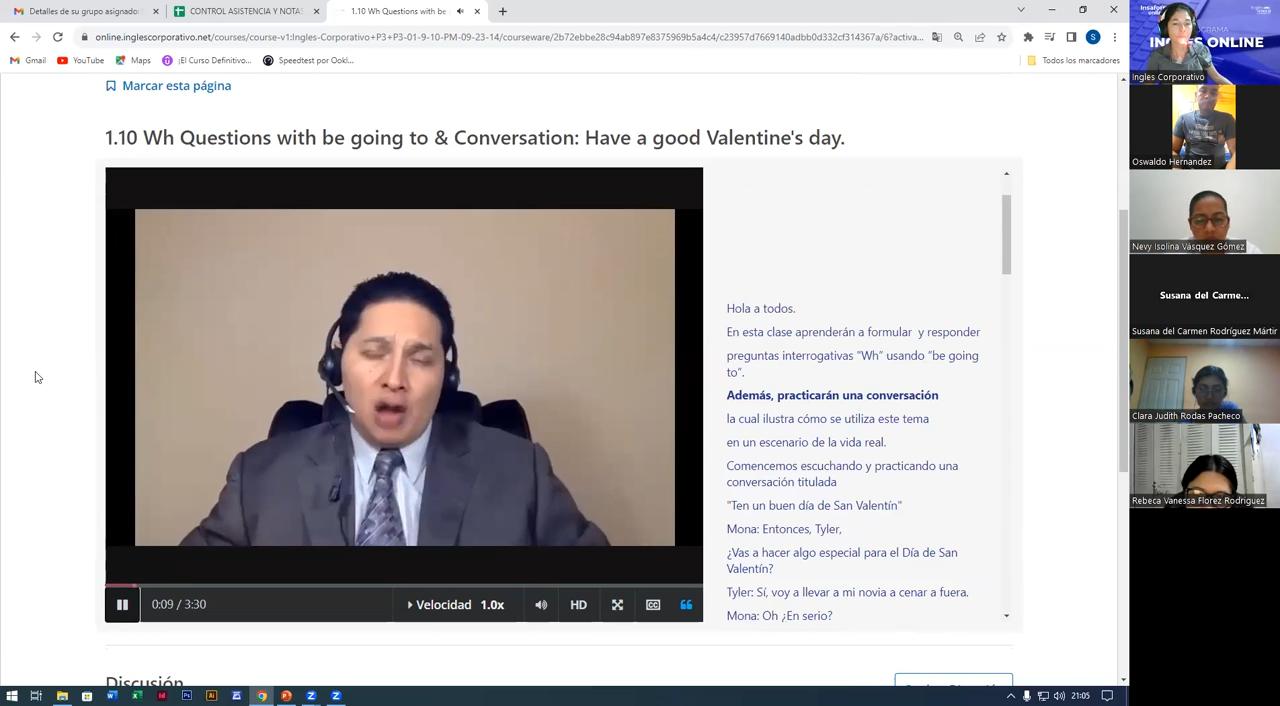 Detalles de su grupo asignado
CONTROL ASISTENCIA Y NOTAS
1.10 Wh Questions with be
online.inglescorporativo.net/courses/course-v1:Ingles-Corporativo+P3+P3-01-9-10-PM-09-23-14/courseware/2b72ebbe28c94ab897e8375969b5a4c4/c23957d7669140adbb0d332cf314367a/6?activa...
Gmail
YouTube
Maps
¡El Curso Definitivo...
Speedtest por Ookl...
Todos los marcadores
Marcar esta página
1.10 Wh Questions with be going to & Conversation: Have a good Valentine's day.
Hola a todos.
En esta clase aprenderán a formular y responder
preguntas interrogativas "Wh" usando "be going
to".
Además, practicarán una conversación
la cual ilustra cómo se utiliza este tema
en un escenario de la vida real.
Comencemos escuchando y practicando una
conversación titulada
"Ten un buen día de San Valentín"
Mona: Entonces, Tyler,
¿Vas a hacer algo especial para el Día de San
Valentín?
Tyler: Sí, voy a llevar a mi novia a cenar a fuera.
Mona: Oh ¿En serio?
0:09 / 3:30
Velocidad 1.0x
HD
Discusión
21:05
INGLES ONLINE
Ingles Corporativo
Oswaldo Hernandez
Nevy Isolina Vásquez Gómez
Susana del Carme...
Susana del Carmen Rodríguez Mártir
Clara Judith Rodas Pacheco
Rebeca Vanessa Florez Rodriguez